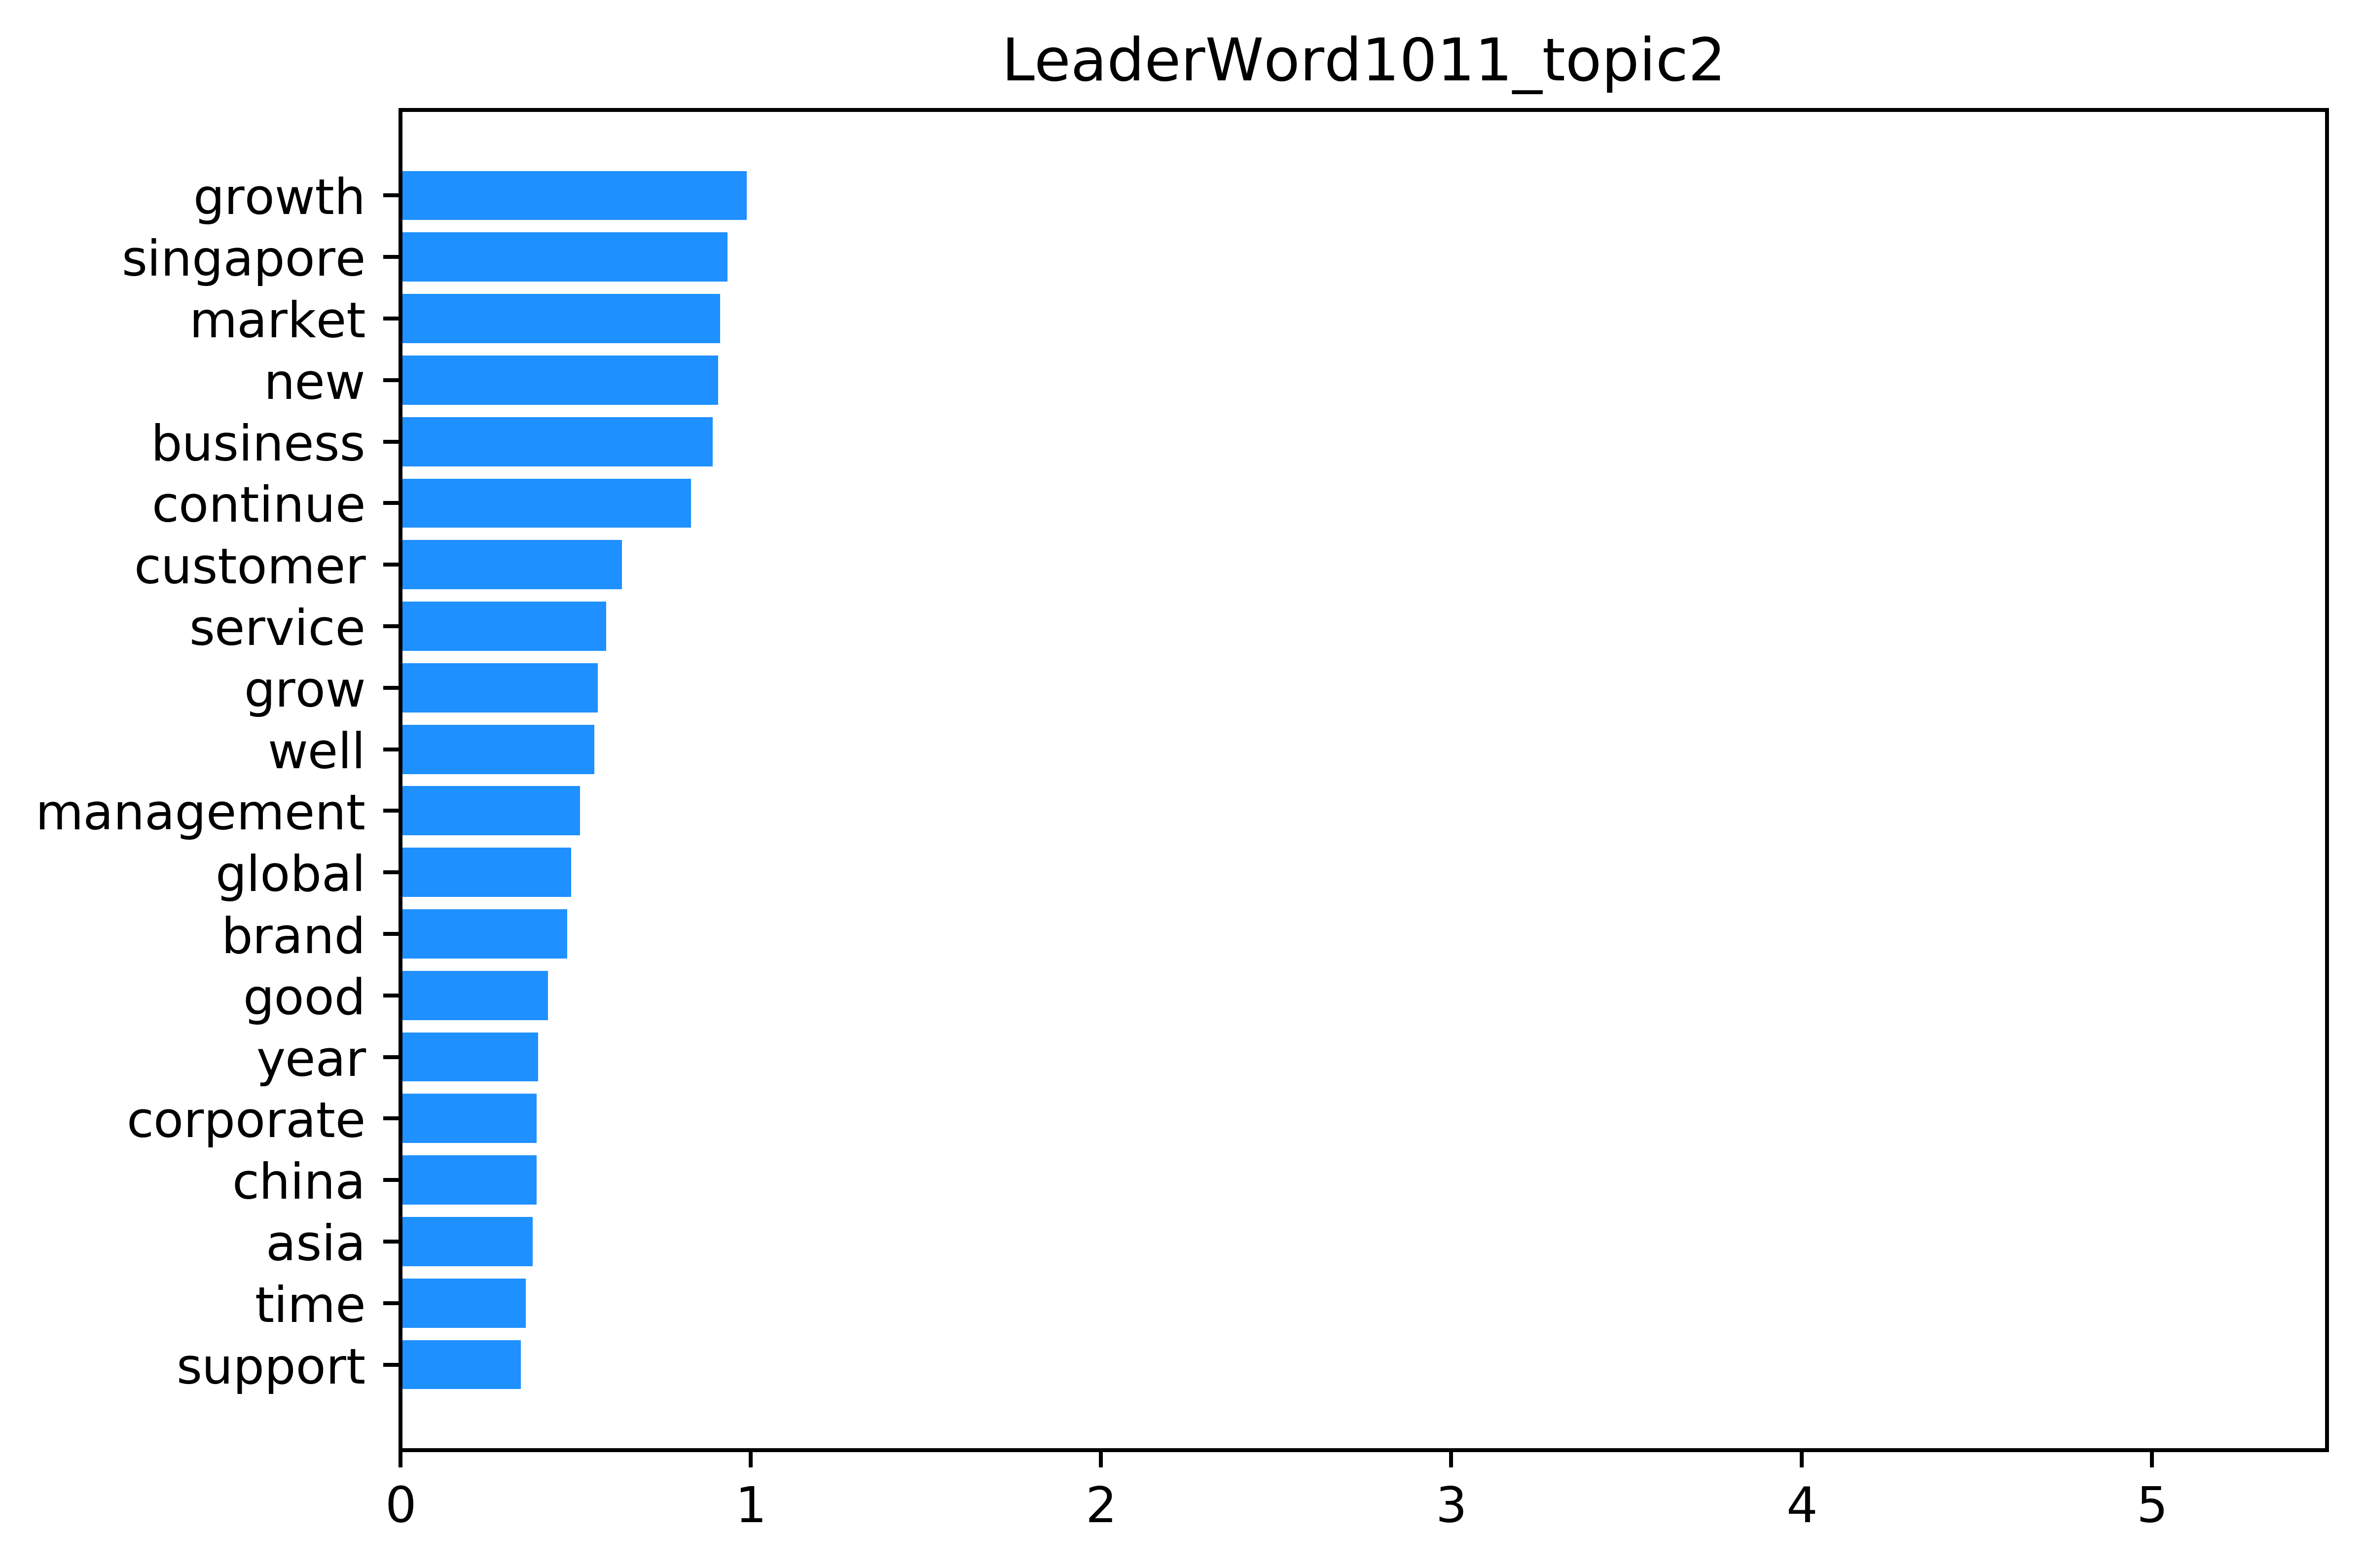 LeaderWord1011_topic2
growth
singapore
market
new
business
continue
customer
service
grow
well
management
global
brand
good
year
corporate
china
asia
time
support
0 1 2 3 4 5